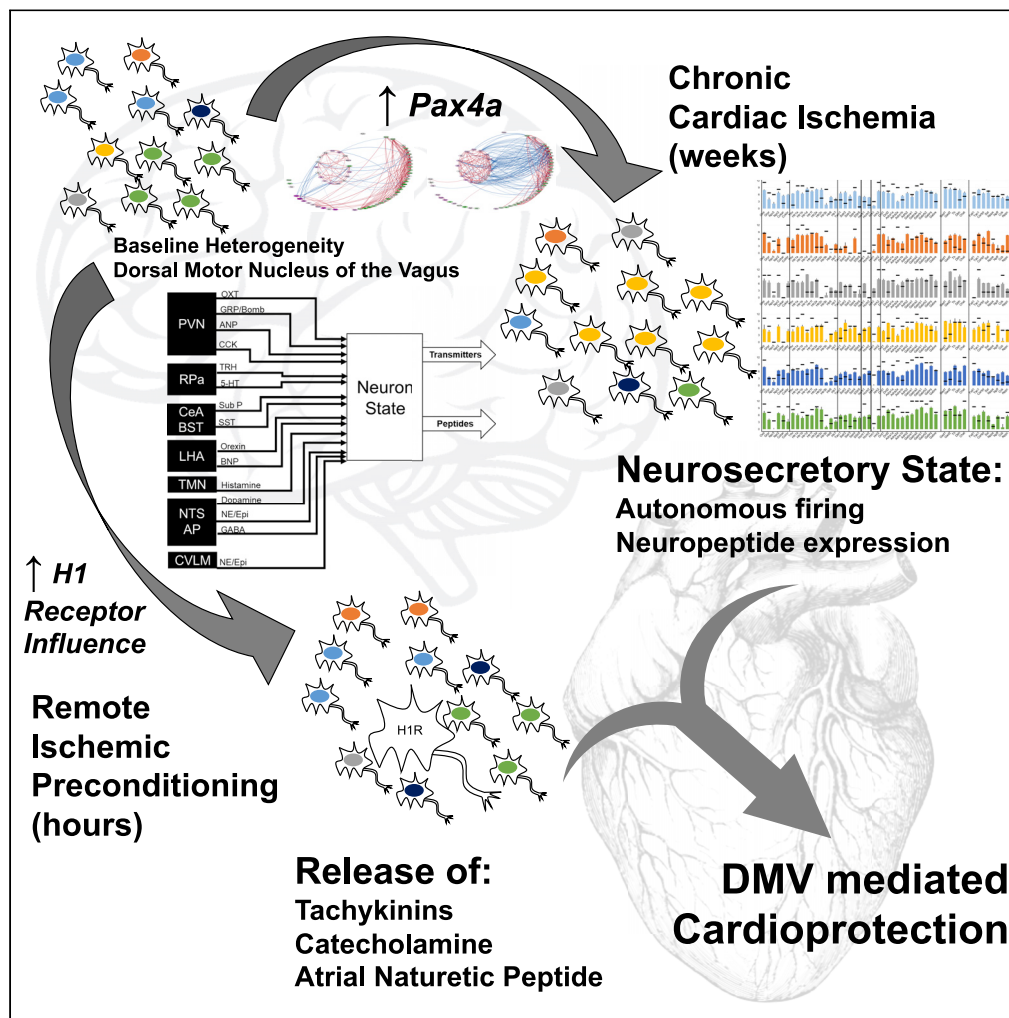 ↑ Pax4a
Chronic
Cardiac Ischemia
(weeks)
Baseline Heterogeneity
Dorsal Motor Nucleus of the Vagus
PVN
OXT
GRP/Bomb
ANP
CCK
RPa
TRH
5-HT
CeA
BST
Sub P
SST
LHA
Orexin
BNP
TMN
Histamine
NTS
AP
Dopamine
NE/Epi
GABA
CVLM
NE/Epi
Neuron
State
Transmitters
Peptides
Neurosecretory State:
Autonomous firing
Neuropeptide expression
↑ H1
Receptor
Influence
Remote
Ischemic
Preconditioning
(hours)
H1R
Release of:
Tachykinins
Catecholamine
Atrial Naturetic Peptide
DMV mediated
Cardioprotection